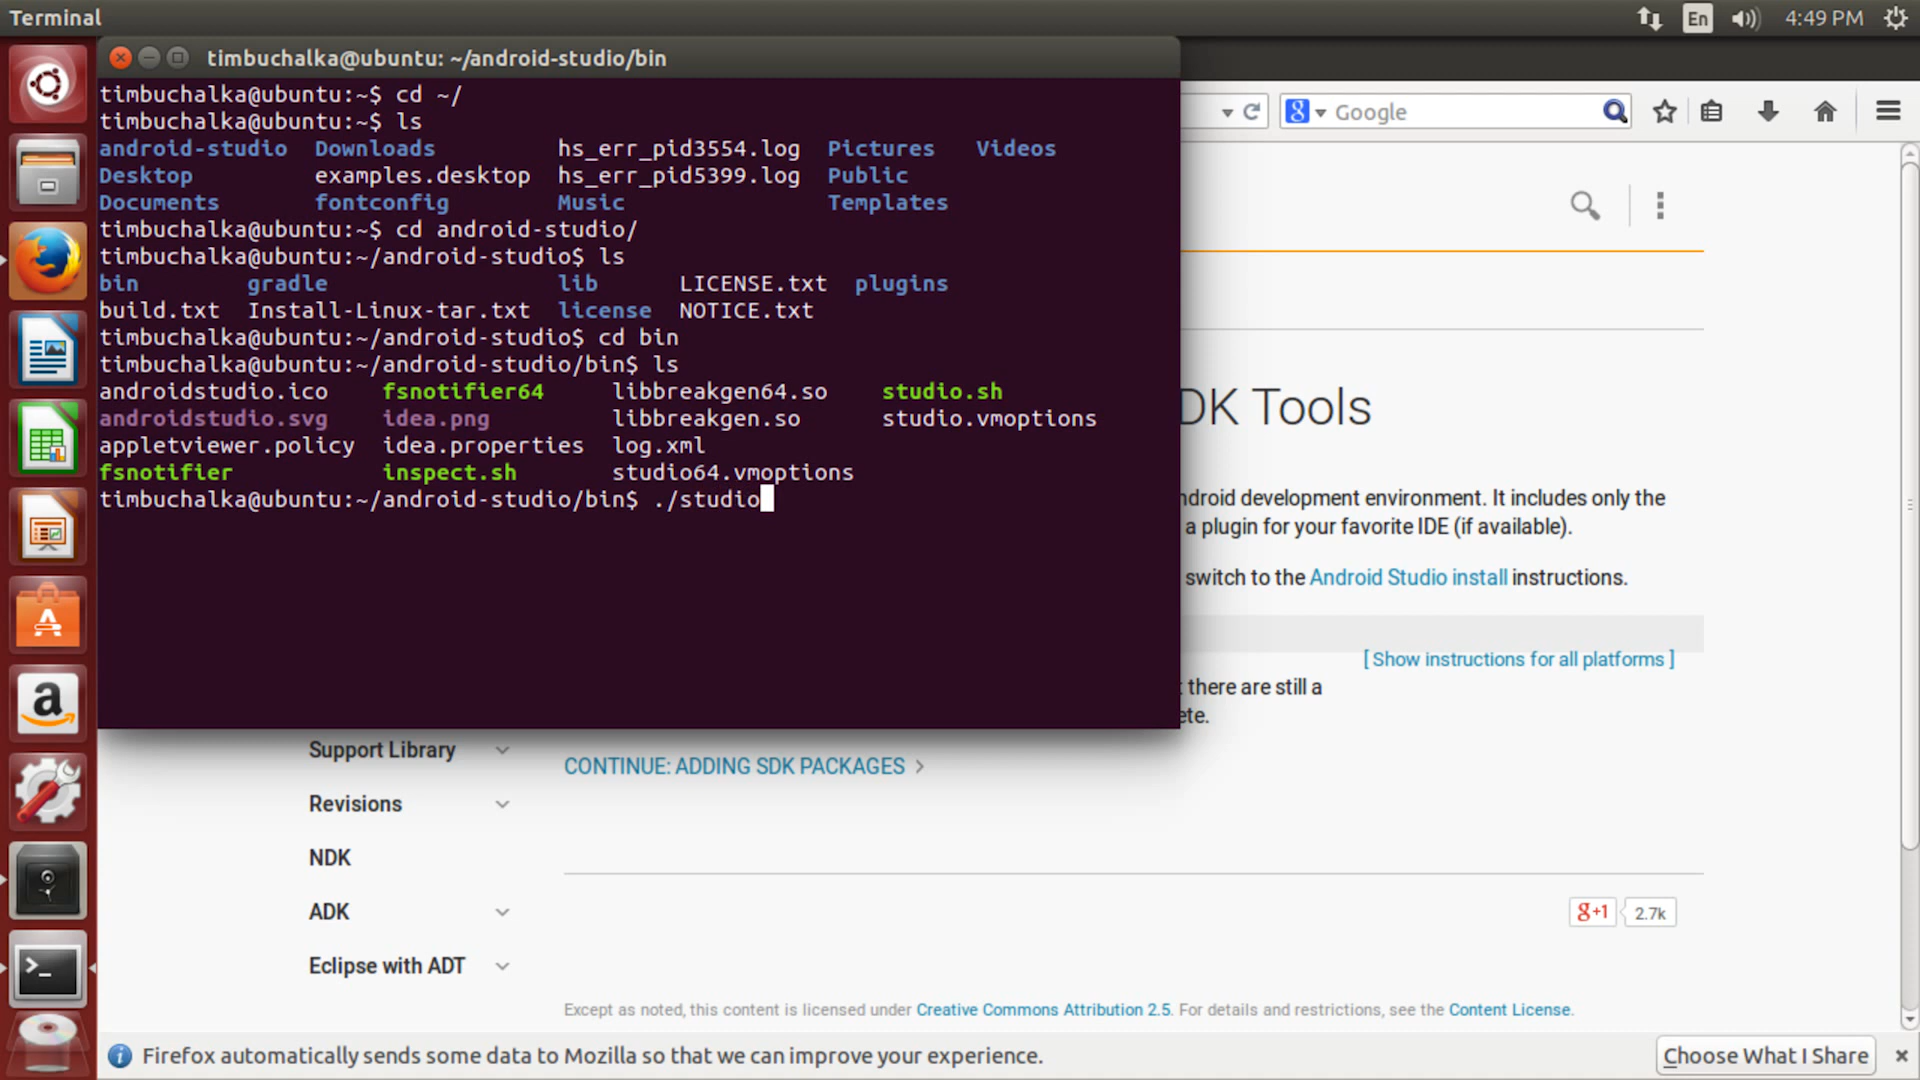 Terminal
En
4:49 PM
timbuchalka@ubuntu: ~/android-studio/bin
timbuchalka@ubuntu:~$ cd ~/
timbuchalka@ubuntu:~$ ls
android-studio Downloads hs_err_pid3554.log Pictures Videos
Desktop examples.desktop hs_err_pid5399.log Public
Documents fontconfig Music Templates
timbuchalka@ubuntu:~$ cd android-studio/
timbuchalka@ubuntu:~/android-studio$ ls
bin gradle lib LICENSE.txt plugins
build.txt Install-Linux-tar.txt license NOTICE.txt
timbuchalka@ubuntu:~/android-studio$ cd bin
timbuchalka@ubuntu:~/android-studio/bin$ ls
androidstudio.ico fsnotifier64 libbreakgen64.so studio.sh
androidstudio.svg idea.png libbreakgen.so studio.vmoptions
appletviewer.policy idea.properties log.xml
fsnotifier inspect.sh studio64.vmoptions
timbuchalka@ubuntu:~/android-studio/bin$ ./studio
Google
DK Tools
ndroid development environment. It includes only the
a plugin for your favorite IDE (if available).
switch to the Android Studio install instructions.
[ Show instructions for all platforms ]
t there are still a
ete.
Support Library
Revisions
NDK
ADK
Eclipse with ADT
CONTINUE: ADDING SDK PACKAGES
g+1
2.7k
Except as noted, this content is licensed under Creative Commons Attribution 2.5. For details and restrictions, see the Content License.
Firefox automatically sends some data to Mozilla so that we can improve your experience.
Choose What I Share